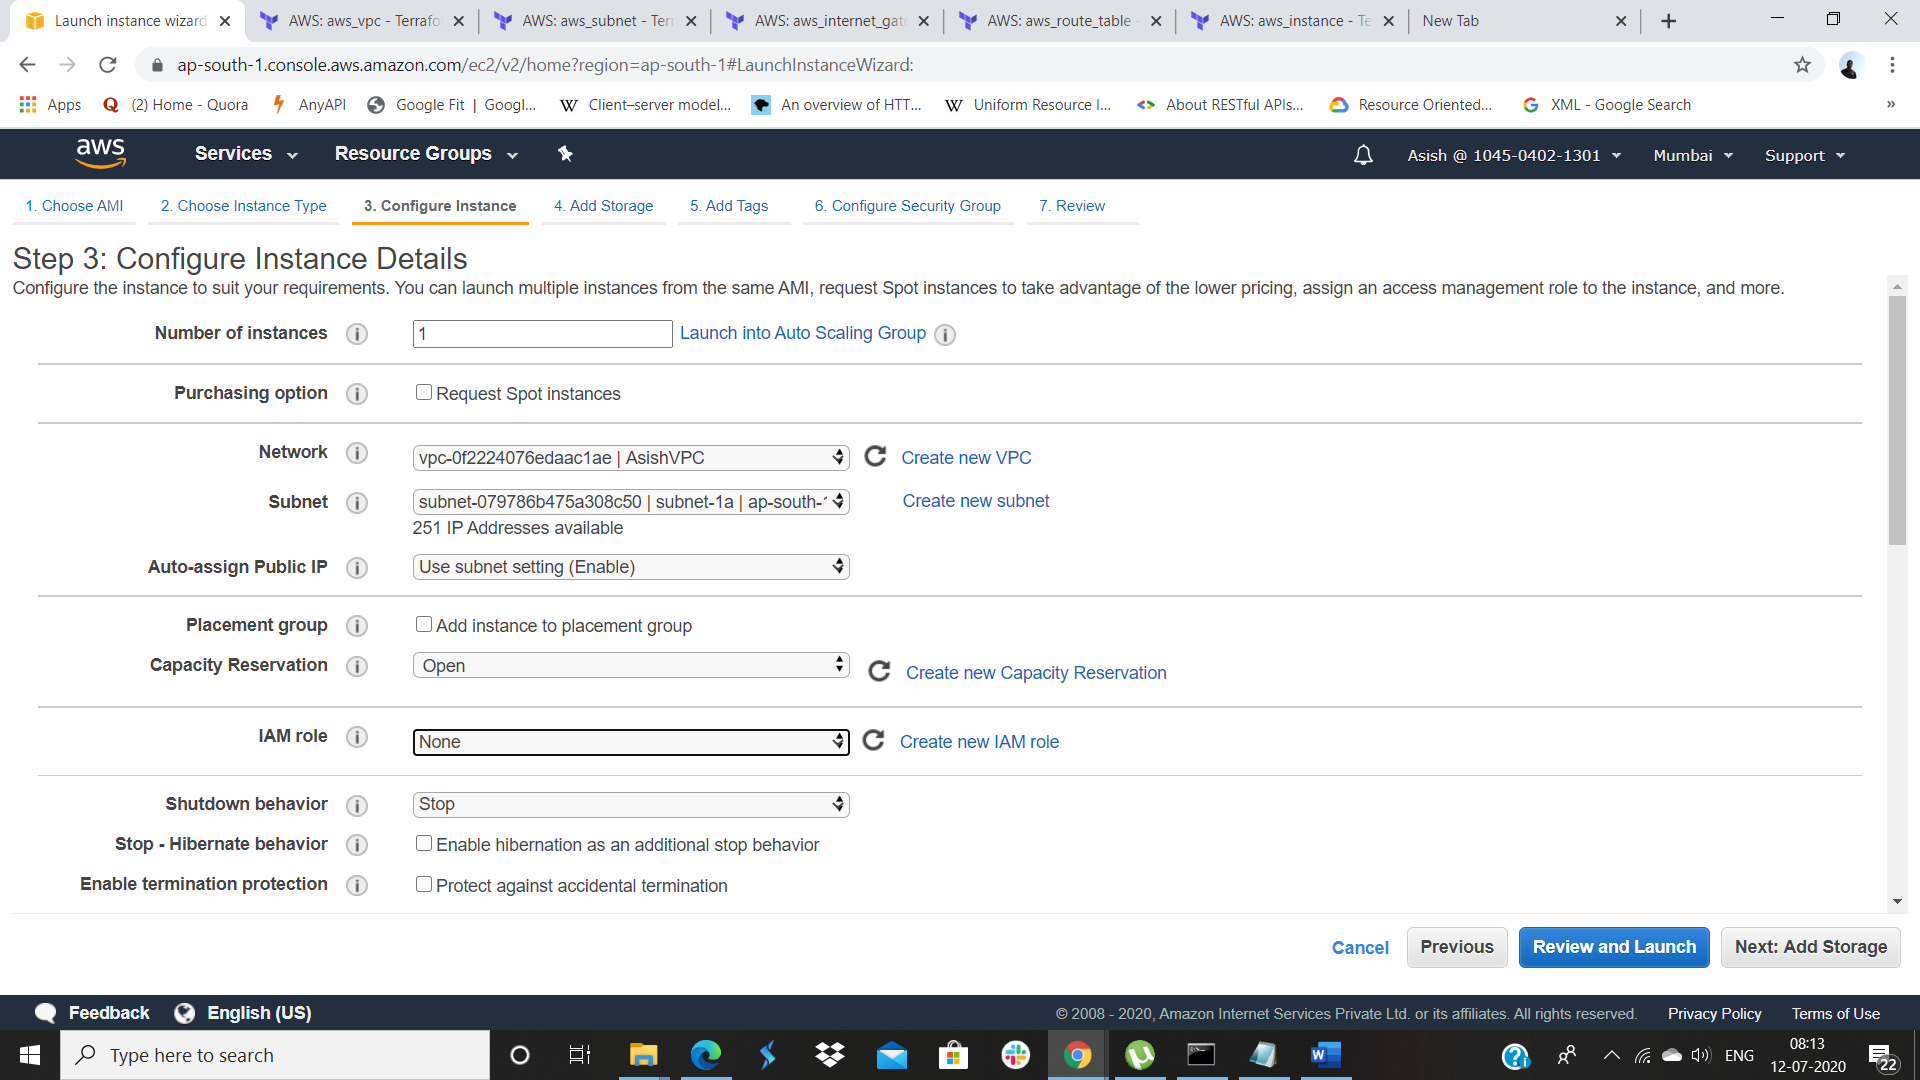 Launch instance wizard
AWS: aws_vpc - Terrafo
AWS: aws_subnet - Terr
AWS: aws_internet_gate
AWS: aws_route_table -
AWS: aws_instance - Te
New Tab
ap-south-1.console.aws.amazon.com/ec2/v2/home?region=ap-south-1#LaunchInstanceWizard:
Apps
(2) Home - Quora
AnyAPI
Google Fit | Googl...
Client–server model...
An overview of HTT...
Uniform Resource I...
About RESTful APIs...
Resource Oriented...
XML - Google Search
»
aws
Services
Resource Groups
Asish @ 1045-0402-1301
Mumbai
Support
1. Choose AMI
2. Choose Instance Type
3. Configure Instance
4. Add Storage
5. Add Tags
6. Configure Security Group
7. Review
Step 3: Configure Instance Details
Configure the instance to suit your requirements. You can launch multiple instances from the same AMI, request Spot instances to take advantage of the lower pricing, assign an access management role to the instance, and more.
Number of instances
1
Launch into Auto Scaling Group
Purchasing option
Request Spot instances
Network
vpc-0f2224076edaac1ae | AsishVPC
Create new VPC
Subnet
subnet-079786b475a308c50 | subnet-1a | ap-south-1
Create new subnet
251 IP Addresses available
Auto-assign Public IP
Use subnet setting (Enable)
Placement group
Add instance to placement group
Capacity Reservation
Open
Create new Capacity Reservation
IAM role
None
Create new IAM role
Shutdown behavior
Stop
Stop - Hibernate behavior
Enable hibernation as an additional stop behavior
Enable termination protection
Protect against accidental termination
Cancel
Previous
Review and Launch
Next: Add Storage
Feedback
English (US)
© 2008 - 2020, Amazon Internet Services Private Ltd. or its affiliates. All rights reserved.
Privacy Policy
Terms of Use
Type here to search
ENG
08:13
12-07-2020
22